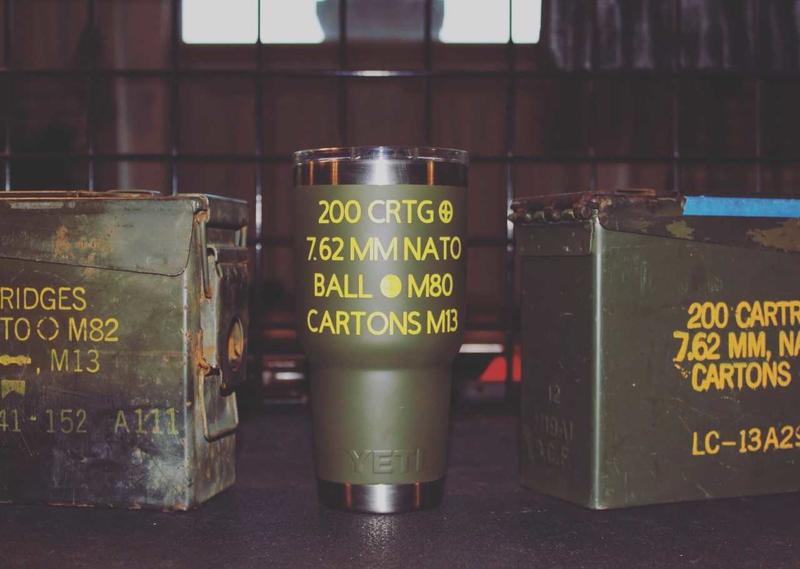 RIDGES
TO M82
, M13
41-152 A111
200 CRTG ⊕
7.62 MM NATO
BALL ● M80
CARTONS M13
YETI
200 CARTR
7.62 MM, NA
CARTONS
LC-13A29
12